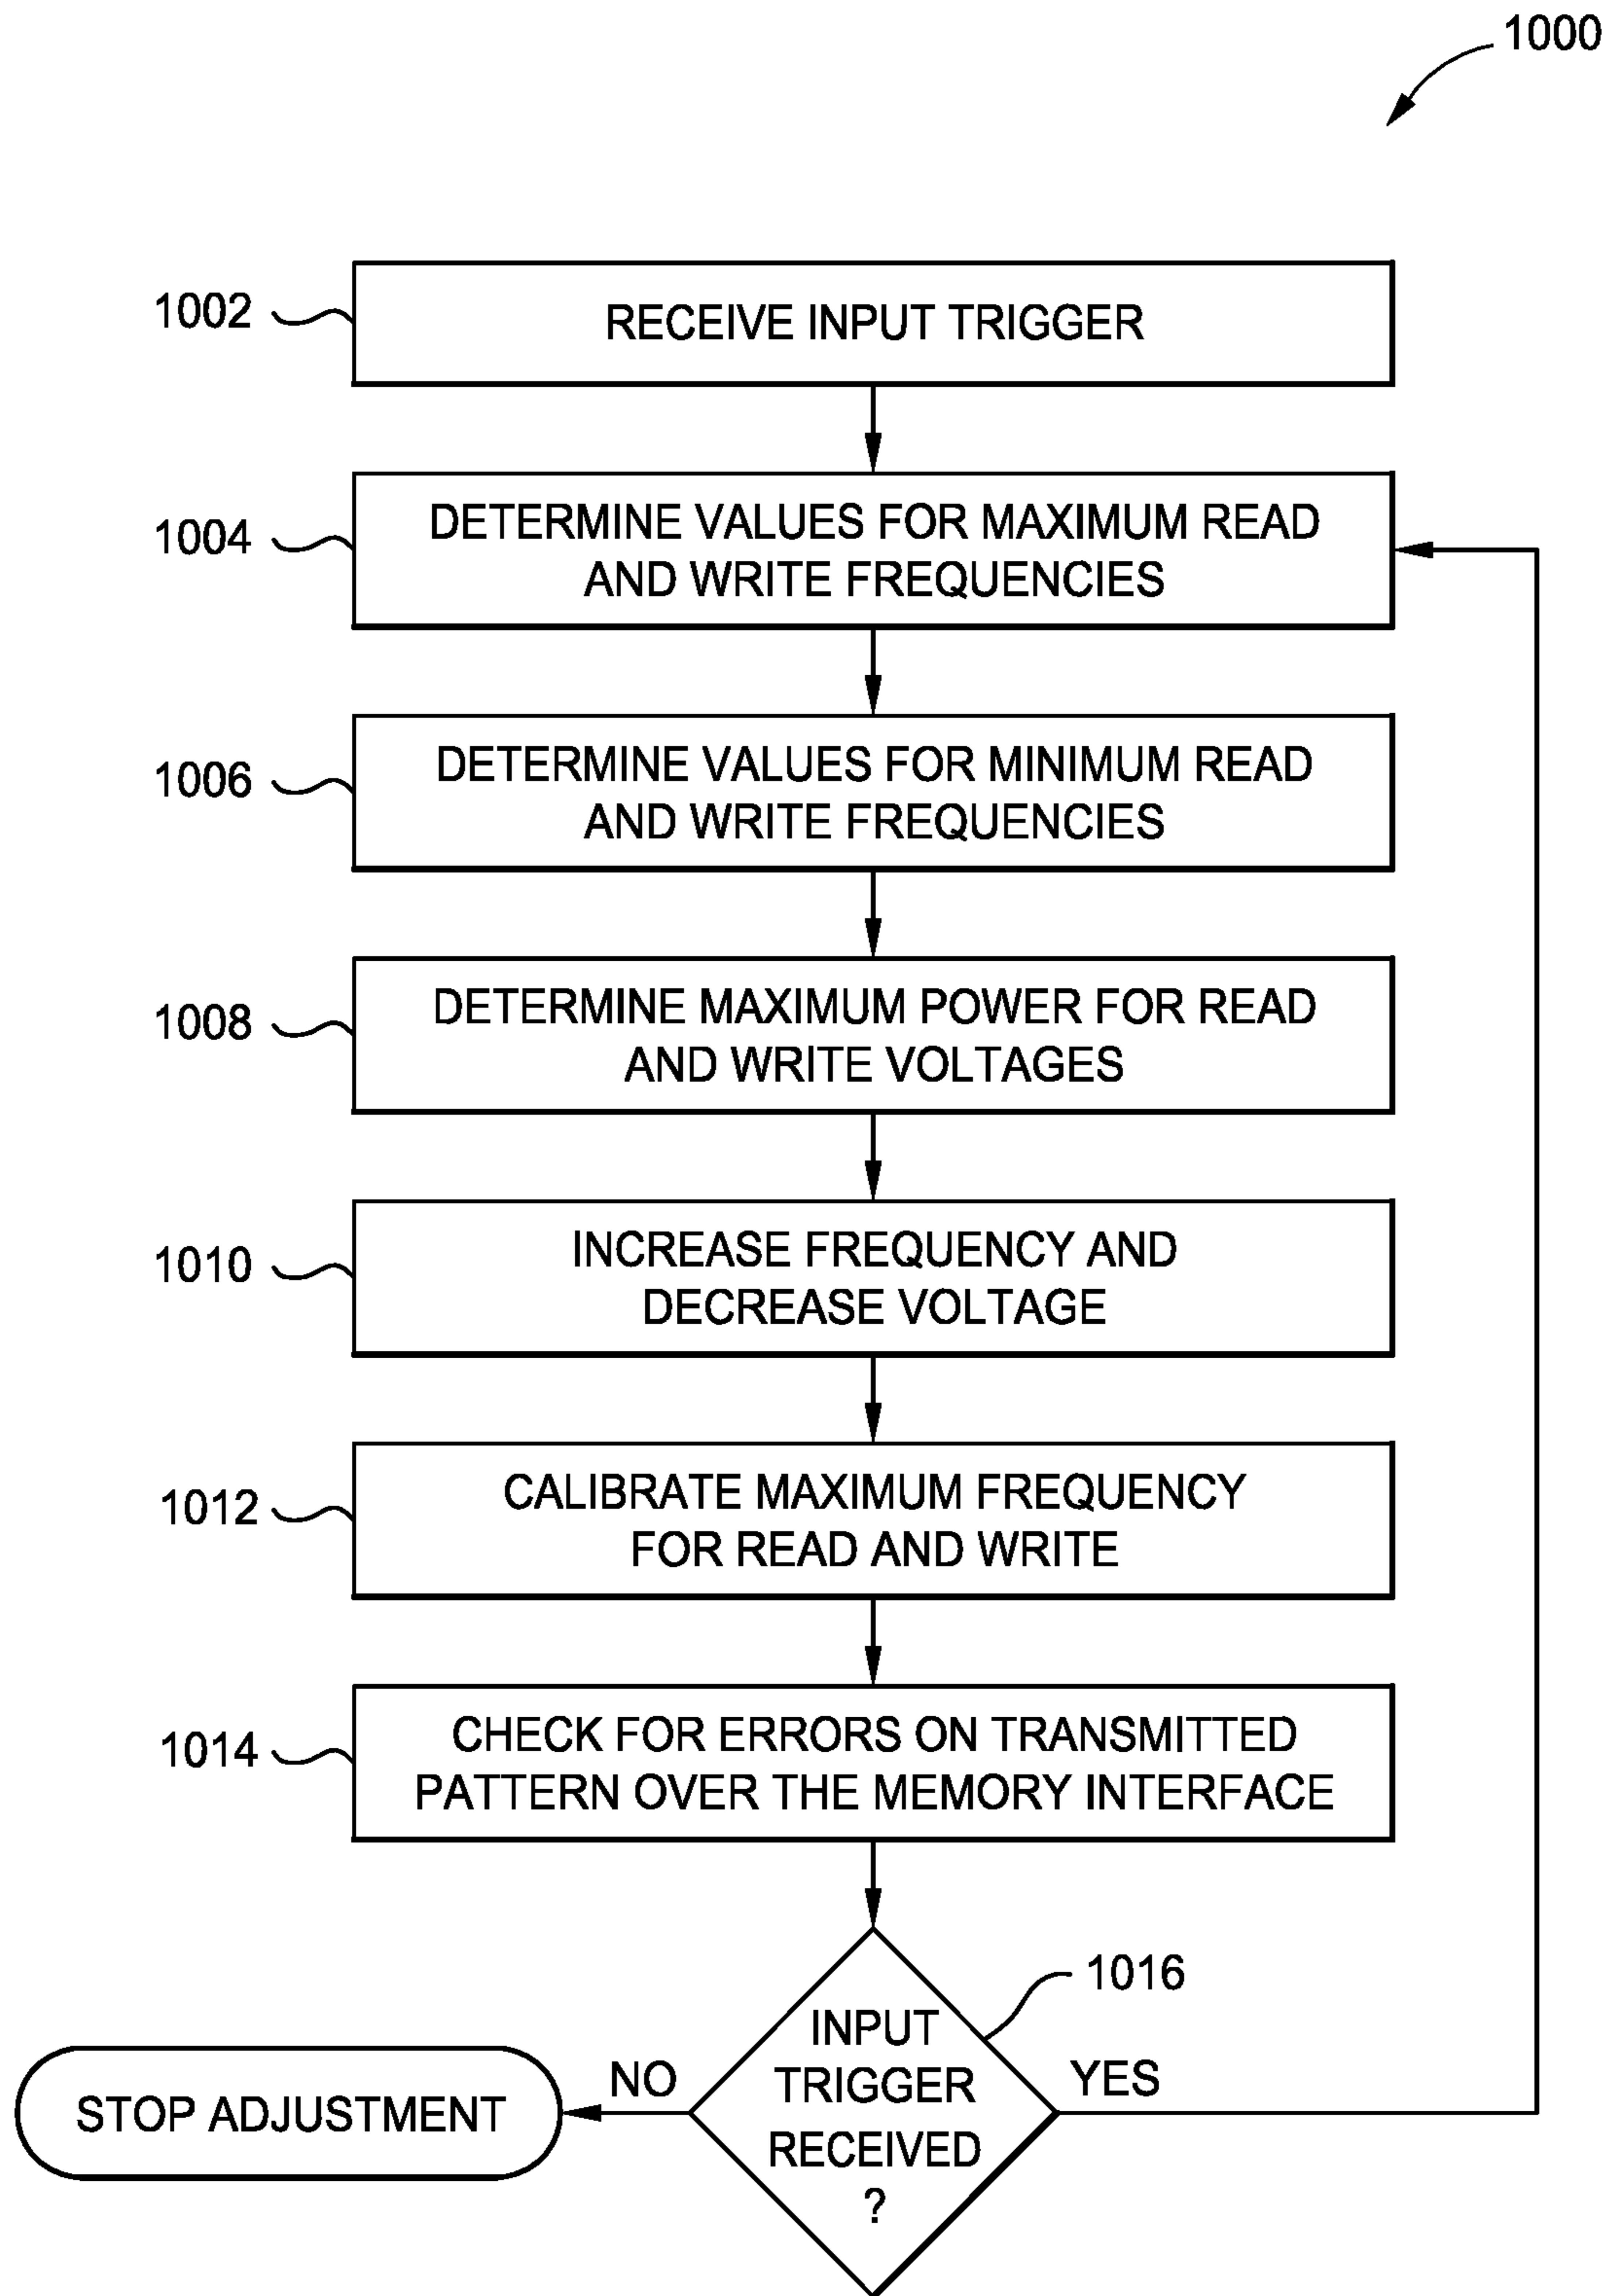 1000
1002
RECEIVE INPUT TRIGGER
1004
DETERMINE VALUES FOR MAXIMUM READ
AND WRITE FREQUENCIES
1006
DETERMINE VALUES FOR MINIMUM READ
AND WRITE FREQUENCIES
1008
DETERMINE MAXIMUM POWER FOR READ
AND WRITE VOLTAGES
1010
INCREASE FREQUENCY AND
DECREASE VOLTAGE
1012
CALIBRATE MAXIMUM FREQUENCY
FOR READ AND WRITE
1014
CHECK FOR ERRORS ON TRANSMITTED
PATTERN OVER THE MEMORY INTERFACE
1016
INPUT
TRIGGER
RECEIVED
?
NO
YES
STOP ADJUSTMENT